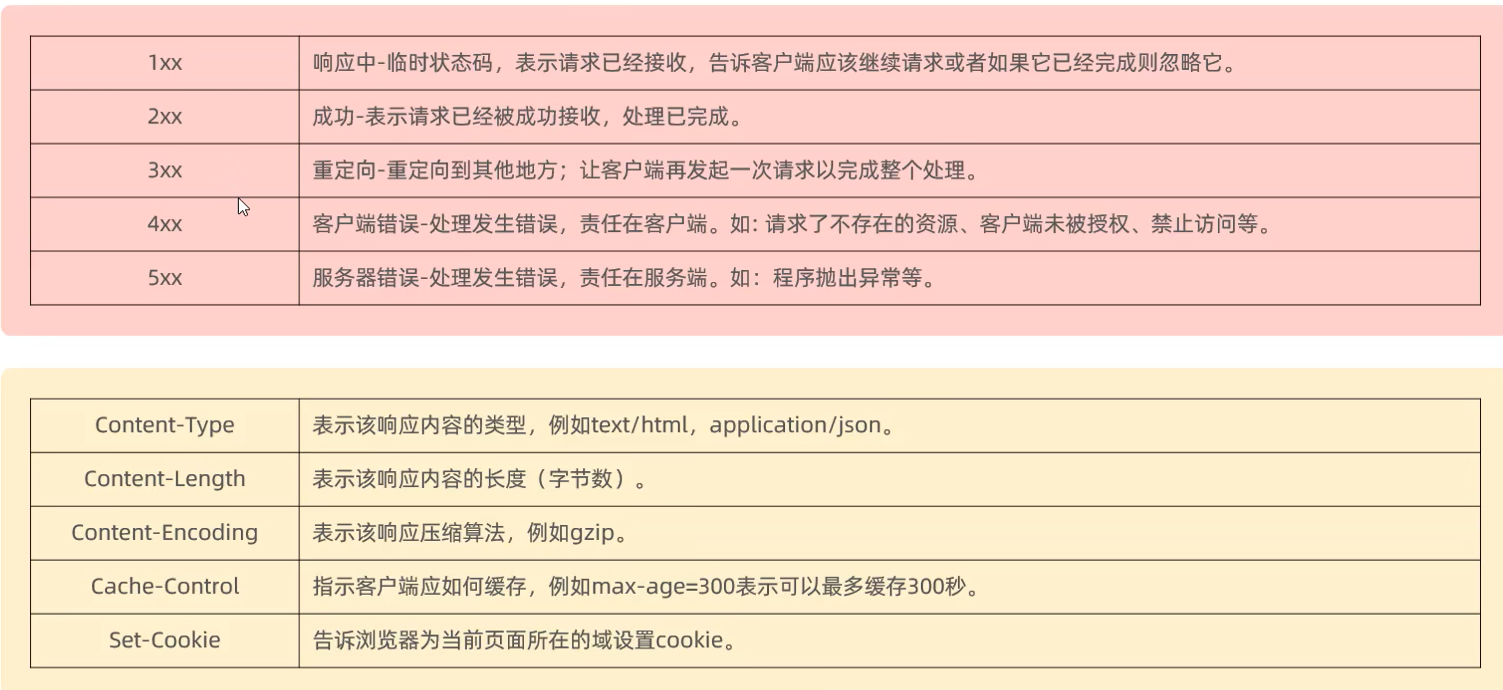 1xx 响应中-临时状态码，表示请求已经接收，告诉客户端应该继续请求或者如果它已经完成则忽略它。
2xx 成功-表示请求已经被成功接收，处理已完成。
3xx 重定向-重定向到其他地方；让客户端再发起一次请求以完成整个处理。
4xx 客户端错误-处理发生错误，责任在客户端。如：请求了不存在的资源、客户端未被授权、禁止访问等。
5xx 服务器错误-处理发生错误，责任在服务端。如：程序抛出异常等。
Content-Type 表示该响应内容的类型，例如text/html，application/json。
Content-Length 表示该响应内容的长度（字节数）。
Content-Encoding 表示该响应压缩算法，例如gzip。
Cache-Control 指示客户端应如何缓存，例如max-age=300表示可以最多缓存300秒。
Set-Cookie 告诉浏览器为当前页面所在的域设置cookie。